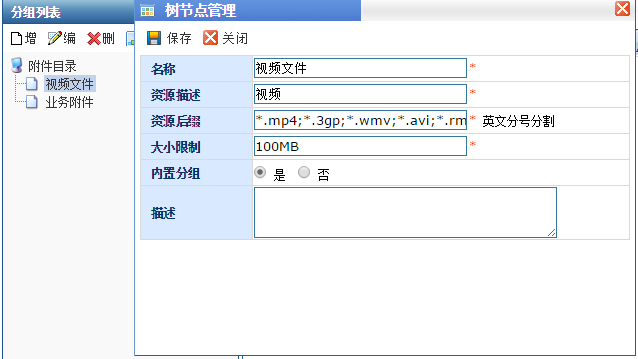 分组列表
增 编 删
附件目录
视频文件
业务附件
树节点管理
保存 关闭
名称 视频文件 *
资源描述 视频 *
资源后缀 *.mp4;*.3gp;*.wmv;*.avi;*.rm * 英文分号分割
大小限制 100MB *
内置分组 是 否
描述